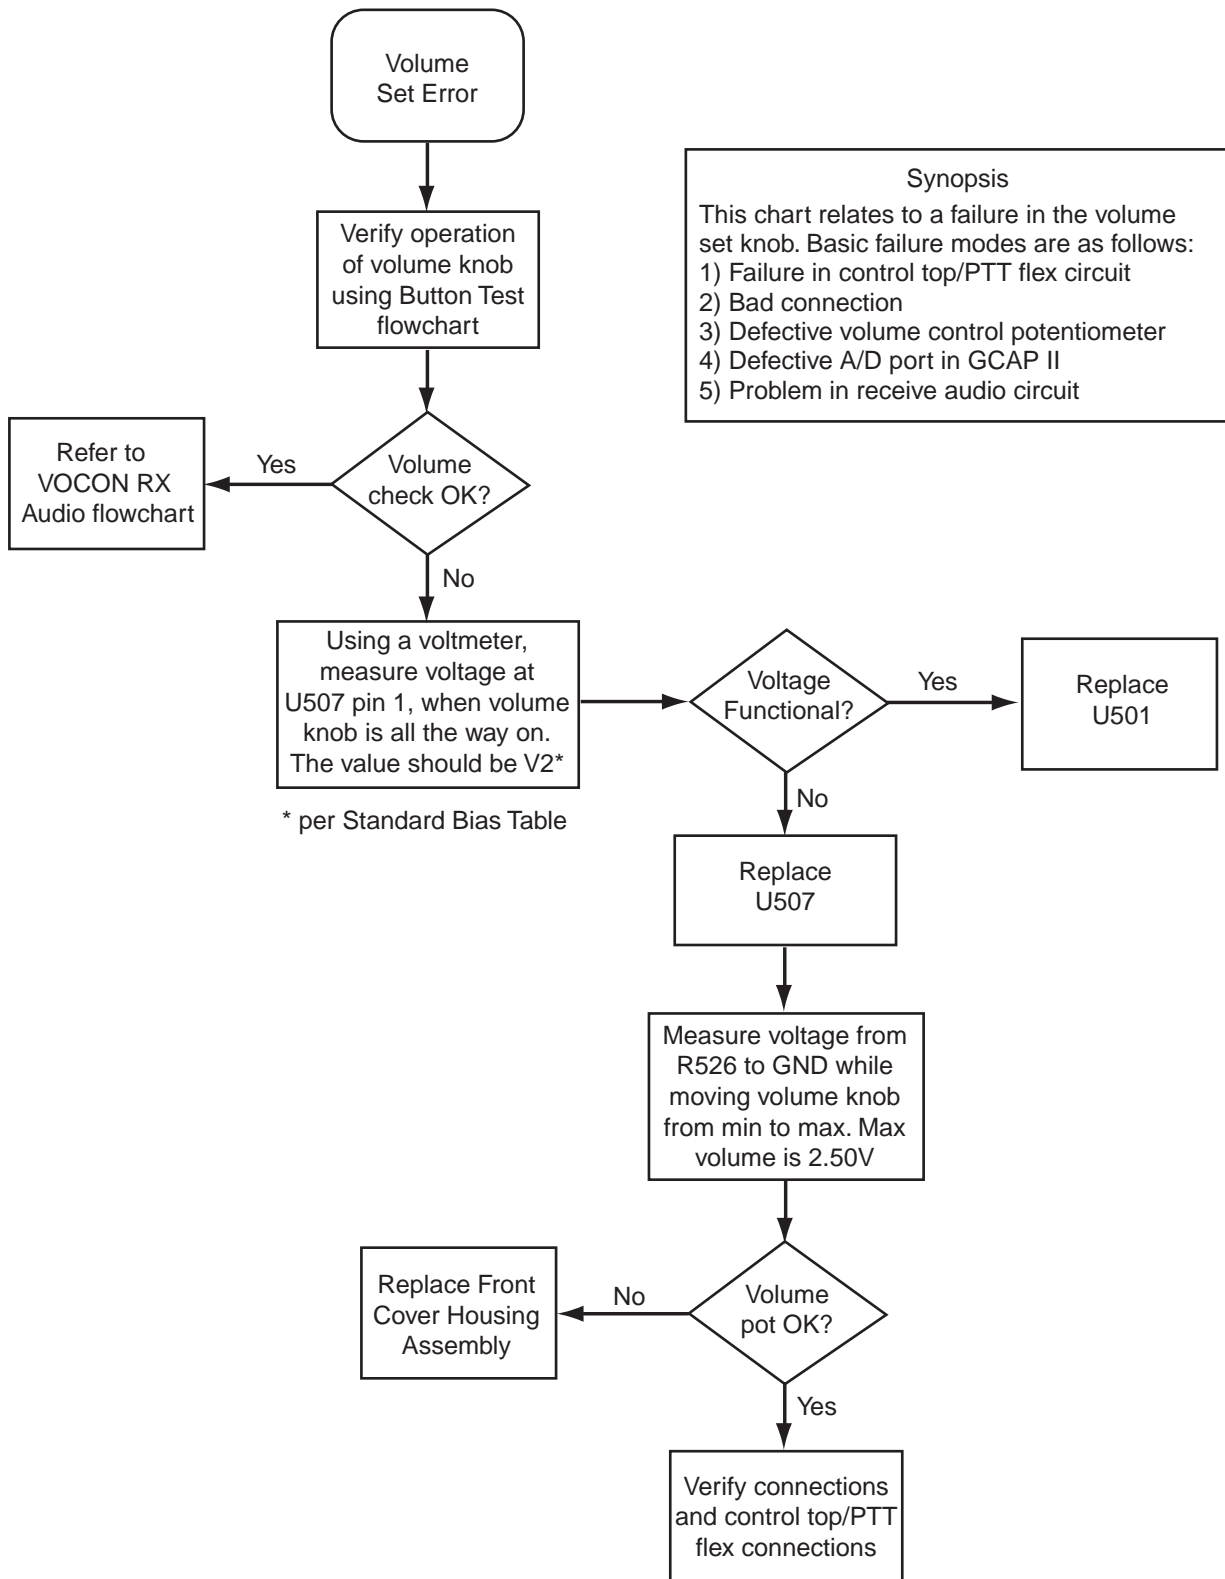 Volume
Set Error
Verify operation
of volume knob
using Button Test
flowchart
Synopsis
This chart relates to a failure in the volume
set knob. Basic failure modes are as follows:
1) Failure in control top/PTT flex circuit
2) Bad connection
3) Defective volume control potentiometer
4) Defective A/D port in GCAP II
5) Problem in receive audio circuit
Volume
check OK?
Yes
Refer to
VOCON RX
Audio flowchart
No
Using a voltmeter,
measure voltage at
U507 pin 1, when volume
knob is all the way on.
The value should be V2*
* per Standard Bias Table
Voltage
Functional?
Yes
Replace
U501
No
Replace
U507
Measure voltage from
R526 to GND while
moving volume knob
from min to max. Max
volume is 2.50V
Volume
pot OK?
No
Replace Front
Cover Housing
Assembly
Yes
Verify connections
and control top/PTT
flex connections